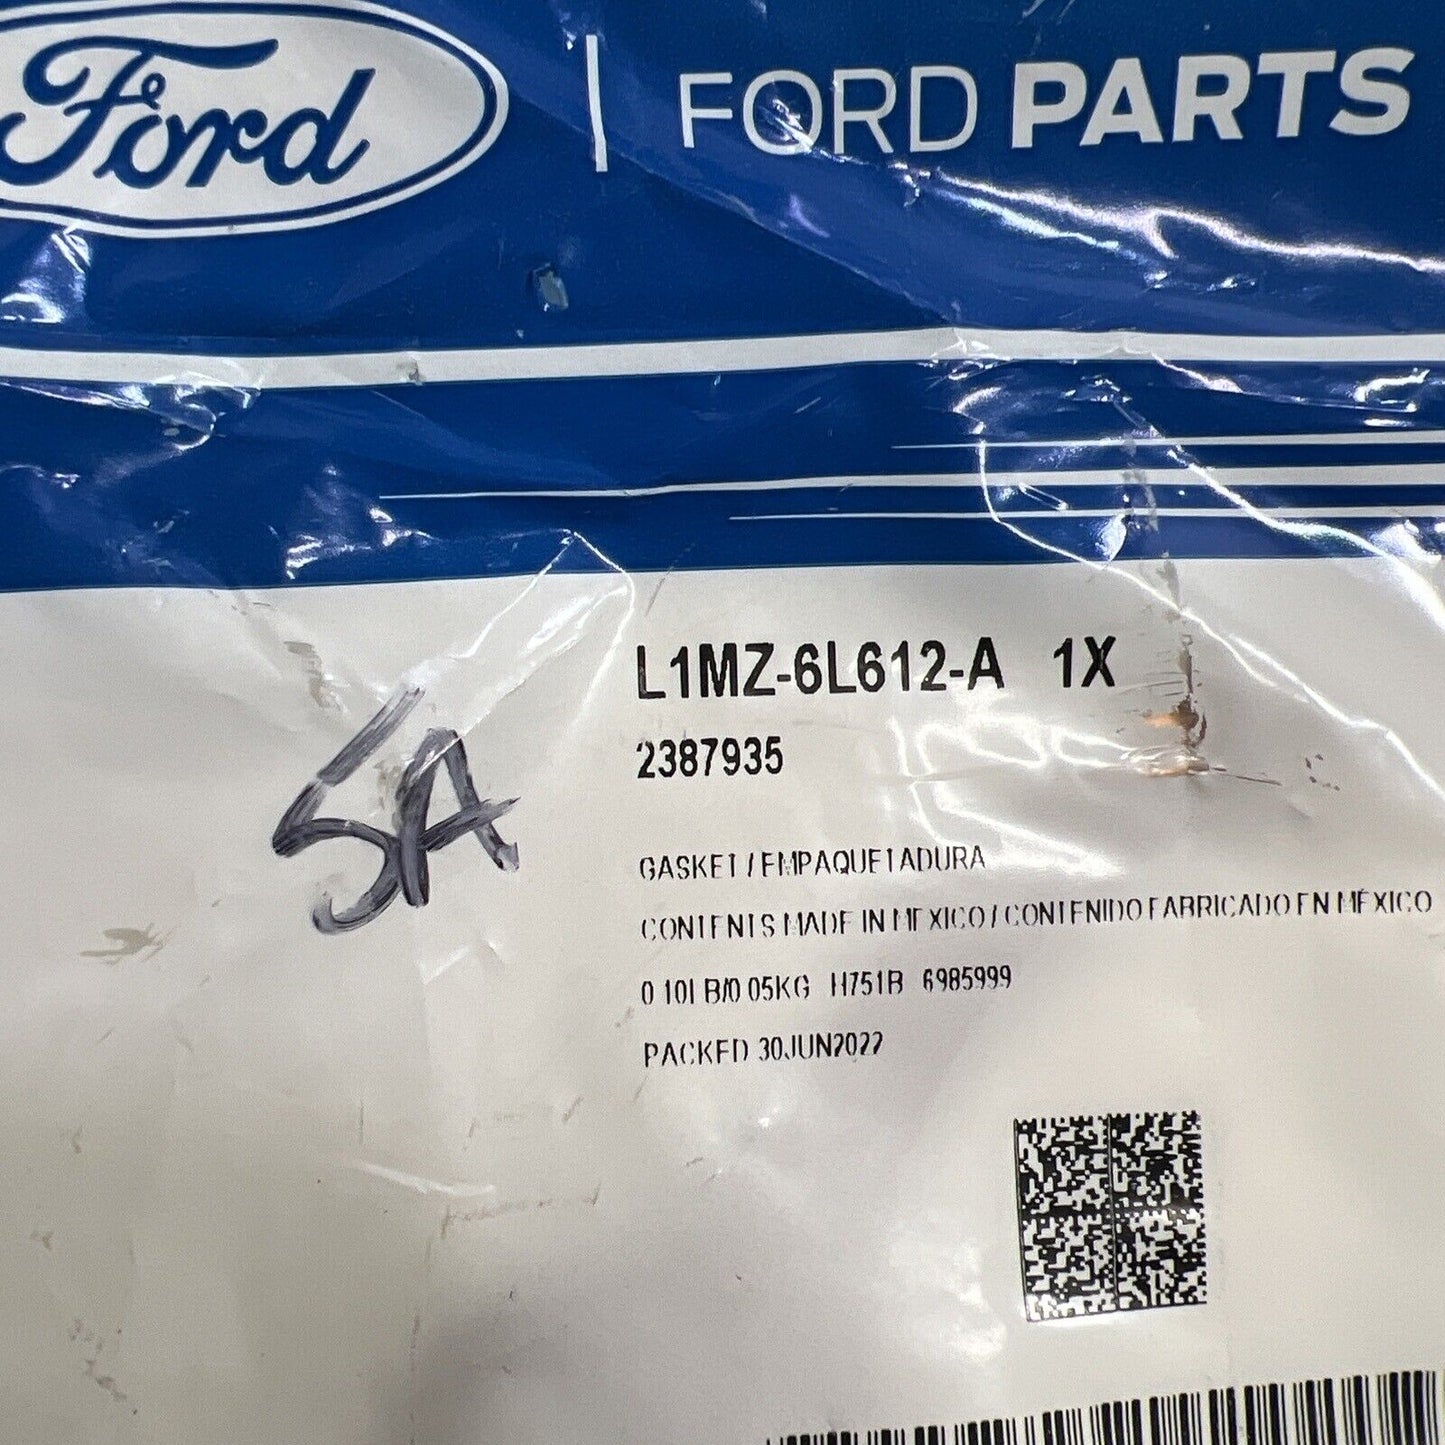 Ford | FORD PARTS
L1MZ-6L612-A 1X
2387935
5A
GASKET / EMPAQUETADURA
CONTENTS MADE IN MEXICO / CONTENIDO FABRICADO EN MÉXICO
0.10LB/0.05KG H751B 6985999
PACKED 30JUN2022